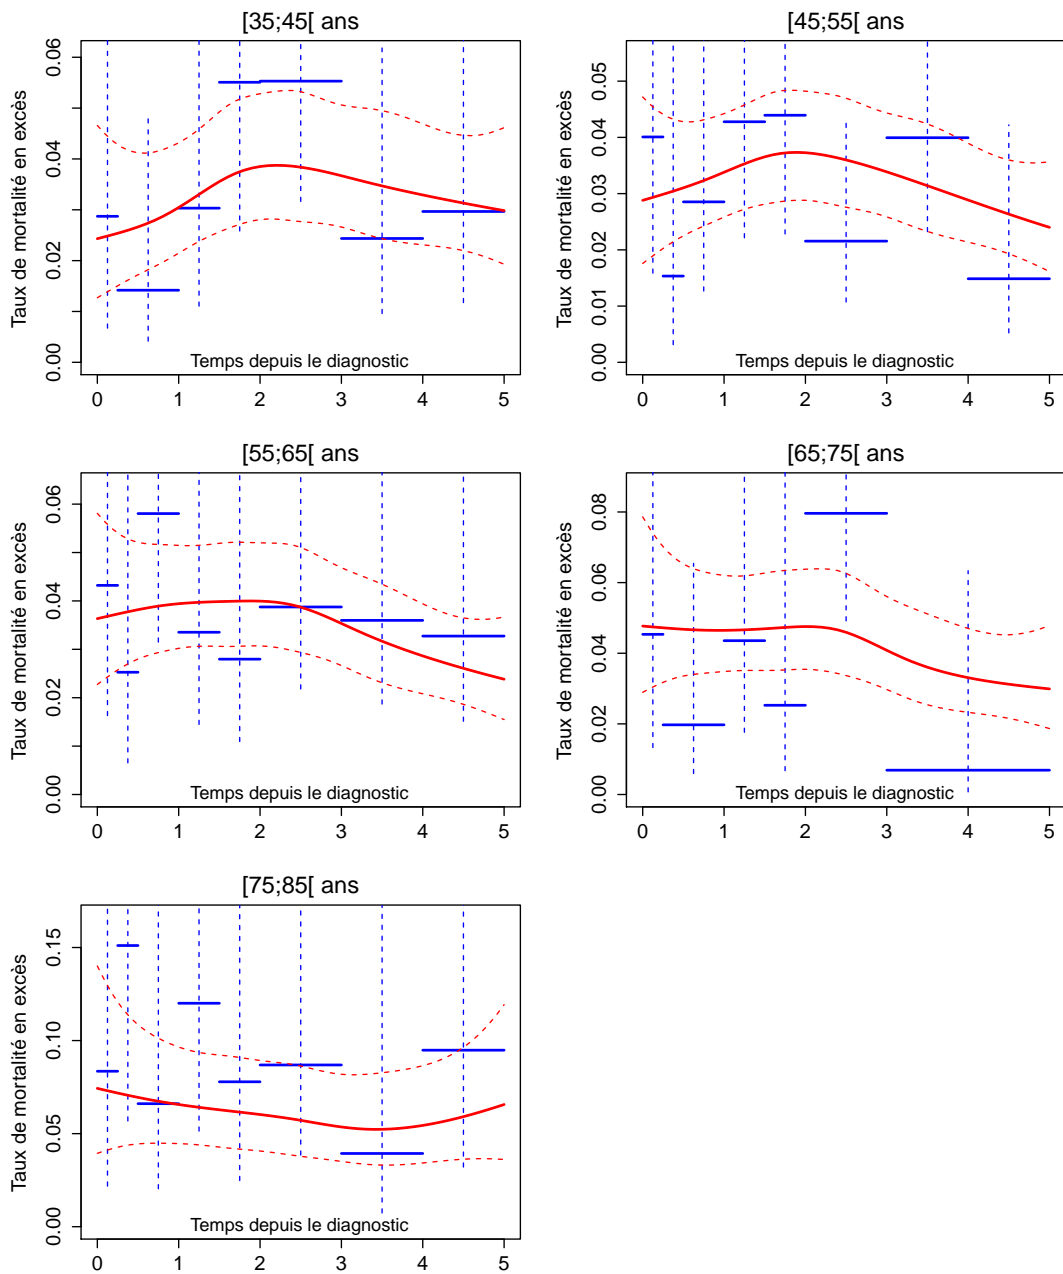 [35;45[ ans
Taux de mortalité en excès
0.00 0.02 0.04 0.06
Temps depuis le diagnostic
0 1 2 3 4 5
[45;55[ ans
Taux de mortalité en excès
0.00 0.01 0.02 0.03 0.04 0.05
Temps depuis le diagnostic
0 1 2 3 4 5
[55;65[ ans
Taux de mortalité en excès
0.00 0.02 0.04 0.06
Temps depuis le diagnostic
0 1 2 3 4 5
[65;75[ ans
Taux de mortalité en excès
0.00 0.02 0.04 0.06 0.08
Temps depuis le diagnostic
0 1 2 3 4 5
[75;85[ ans
Taux de mortalité en excès
0.00 0.05 0.10 0.15
Temps depuis le diagnostic
0 1 2 3 4 5